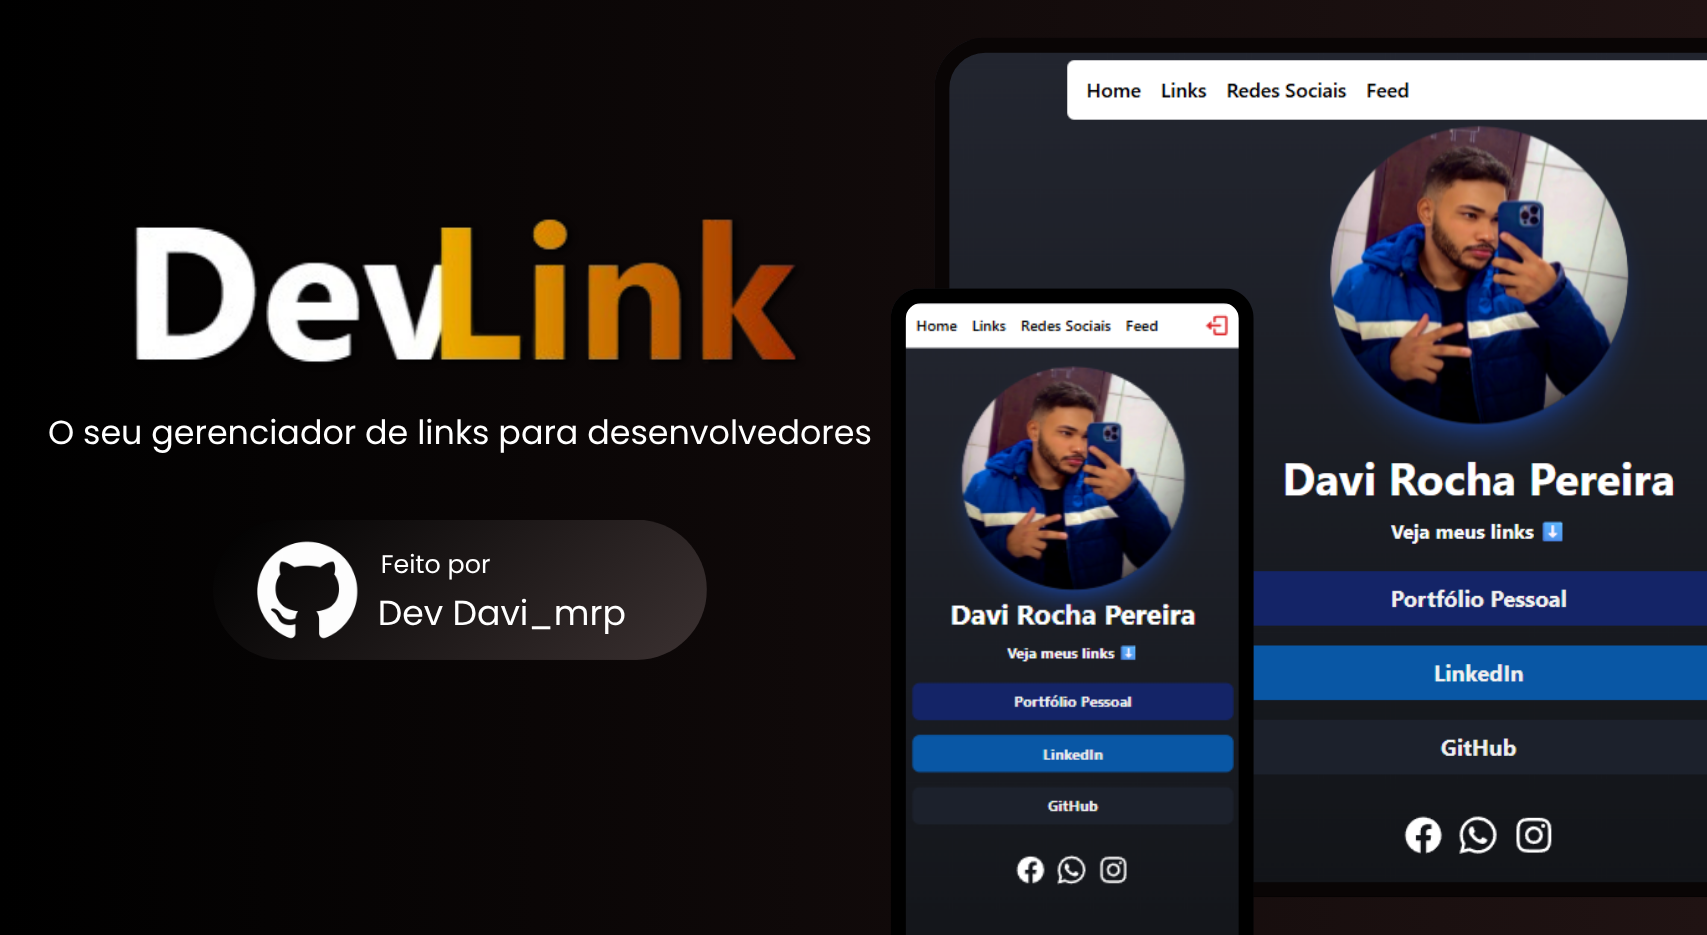 DevLink
O seu gerenciador de links para desenvolvedores
Feito por
Dev Davi_mrp
Home Links Redes Sociais Feed
Davi Rocha Pereira
Veja meus links ⬇️
Portfólio Pessoal
LinkedIn
GitHub
Home Links Redes Sociais Feed
Davi Rocha Pereira
Veja meus links ⬇️
Portfólio Pessoal
LinkedIn
GitHub